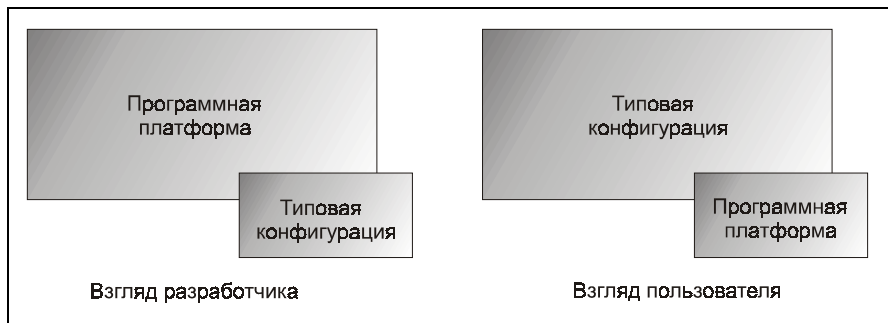 Программная
платформа
Типовая
конфигурация
Взгляд разработчика
Типовая
конфигурация
Программная
платформа
Взгляд пользователя